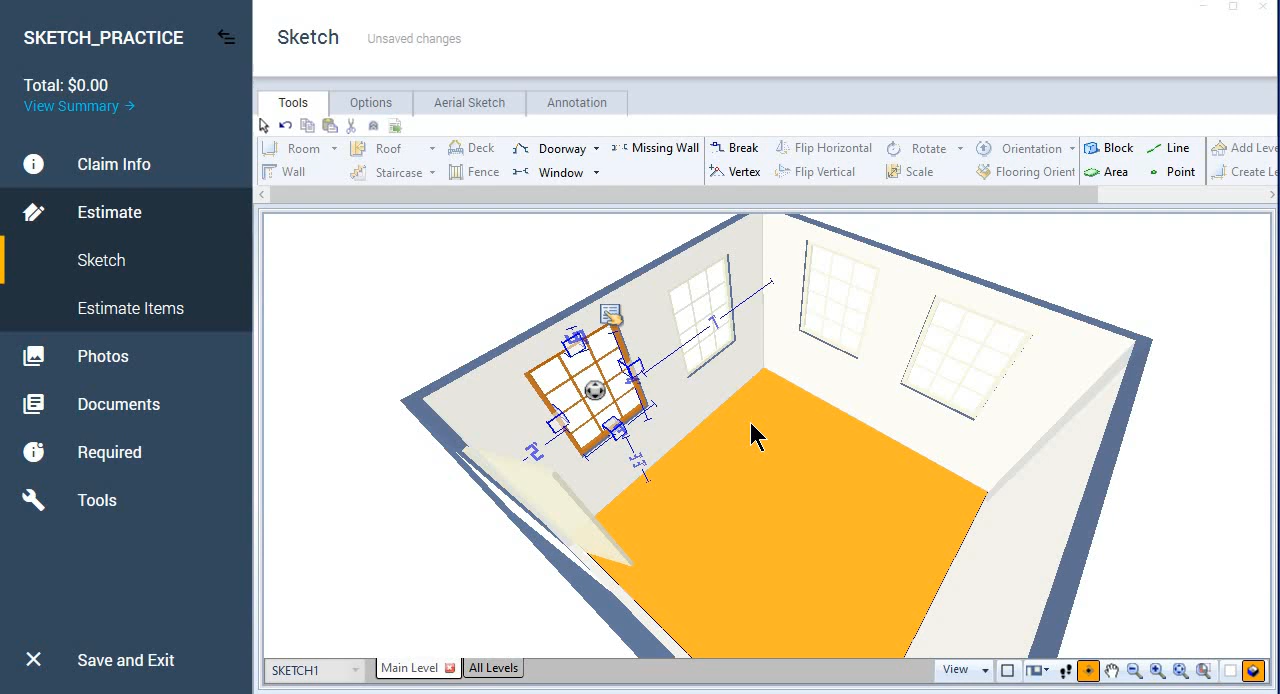 SKETCH_PRACTICE
Total: $0.00
View Summary →
Claim Info
Estimate
Sketch
Estimate Items
Photos
Documents
Required
Tools
Save and Exit
Sketch
Unsaved changes
Tools
Options
Aerial Sketch
Annotation
Room
Roof
Deck
Doorway
Missing Wall
Break
Flip Horizontal
Rotate
Orientation
Block
Line
Add Leve
Wall
Staircase
Fence
Window
Vertex
Flip Vertical
Scale
Flooring Orient
Area
Point
Create Le
SKETCH1
Main Level
All Levels
View